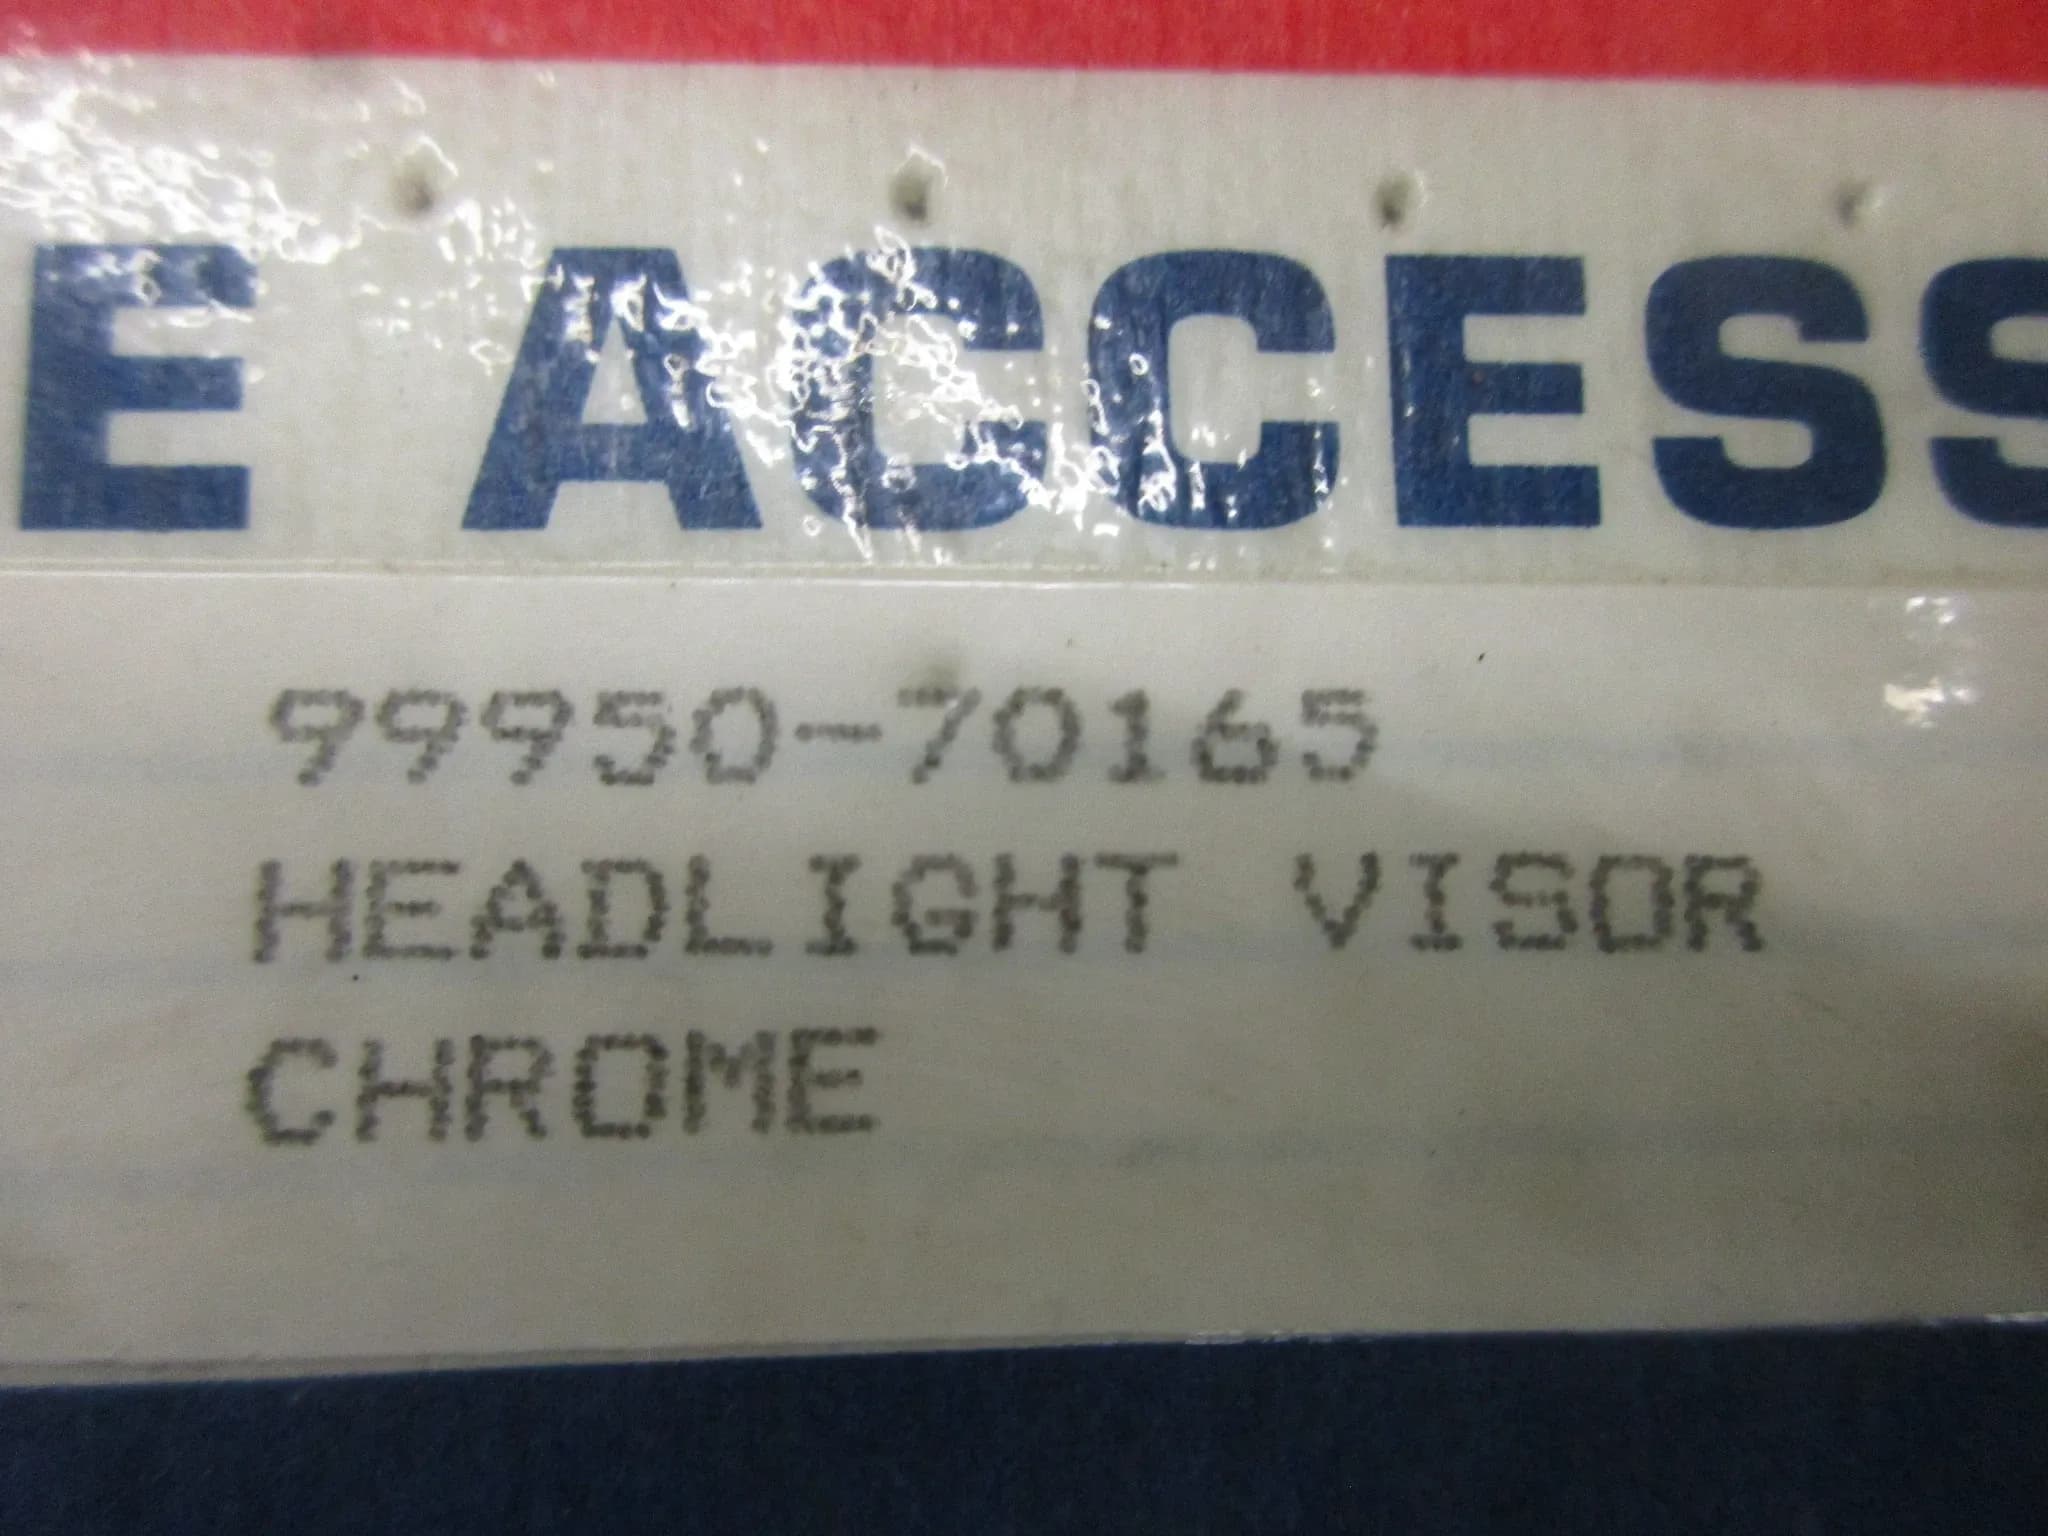 E ACCESS
99950-70165
HEADLIGHT VISOR
CHROME